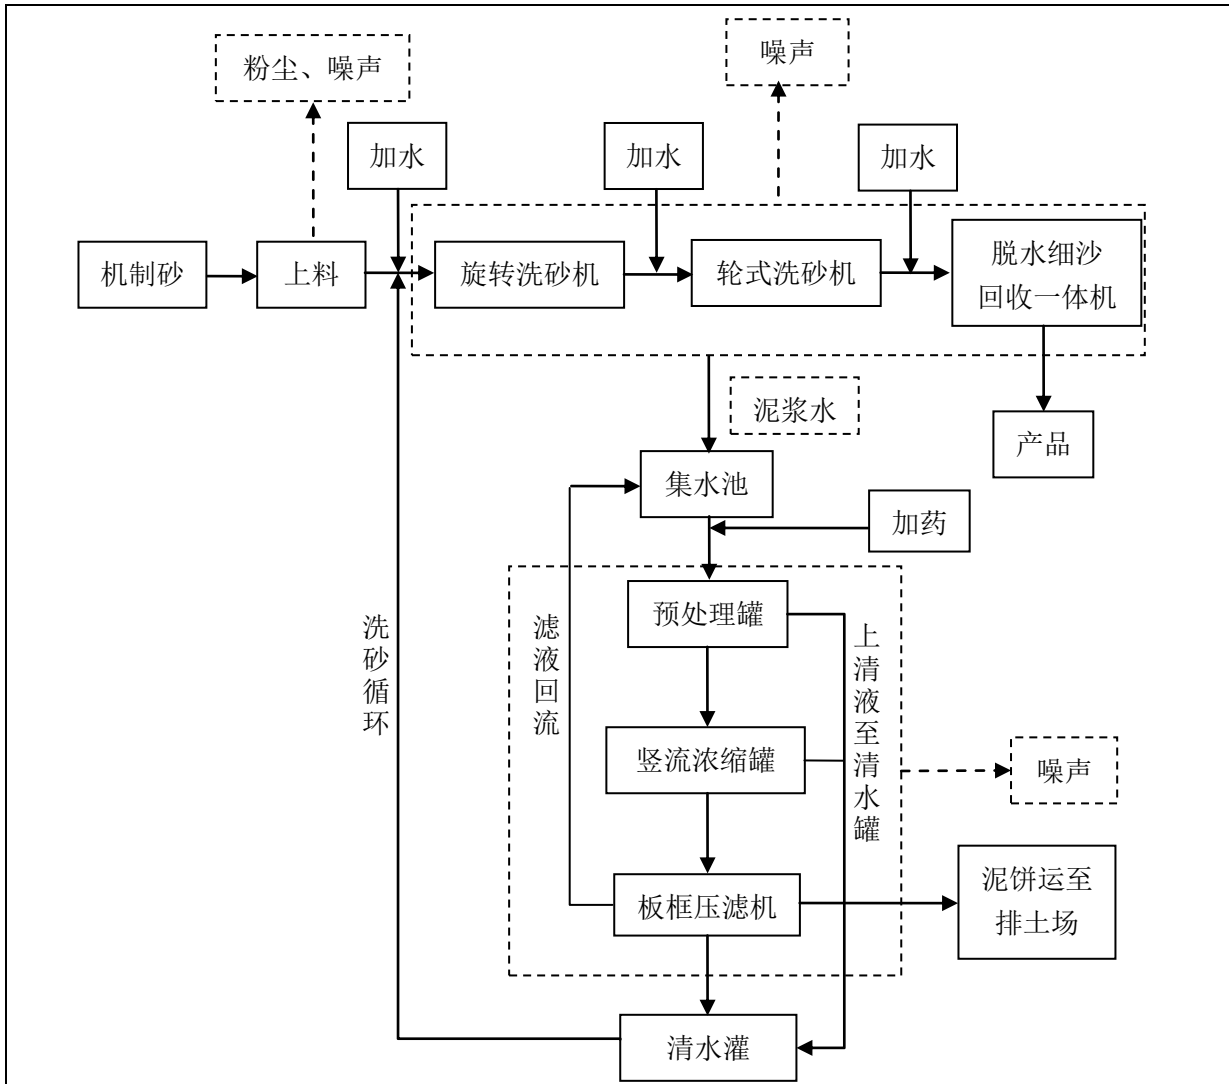 粉尘、噪声
噪声
加水
加水
加水
机制砂
上料
旋转洗砂机
轮式洗砂机
脱水细沙
回收一体机
泥浆水
产品
集水池
加药
预处理罐
洗砂循环
滤液回流
上清液至清水罐
竖流浓缩罐
噪声
板框压滤机
泥饼运至
排土场
清水灌